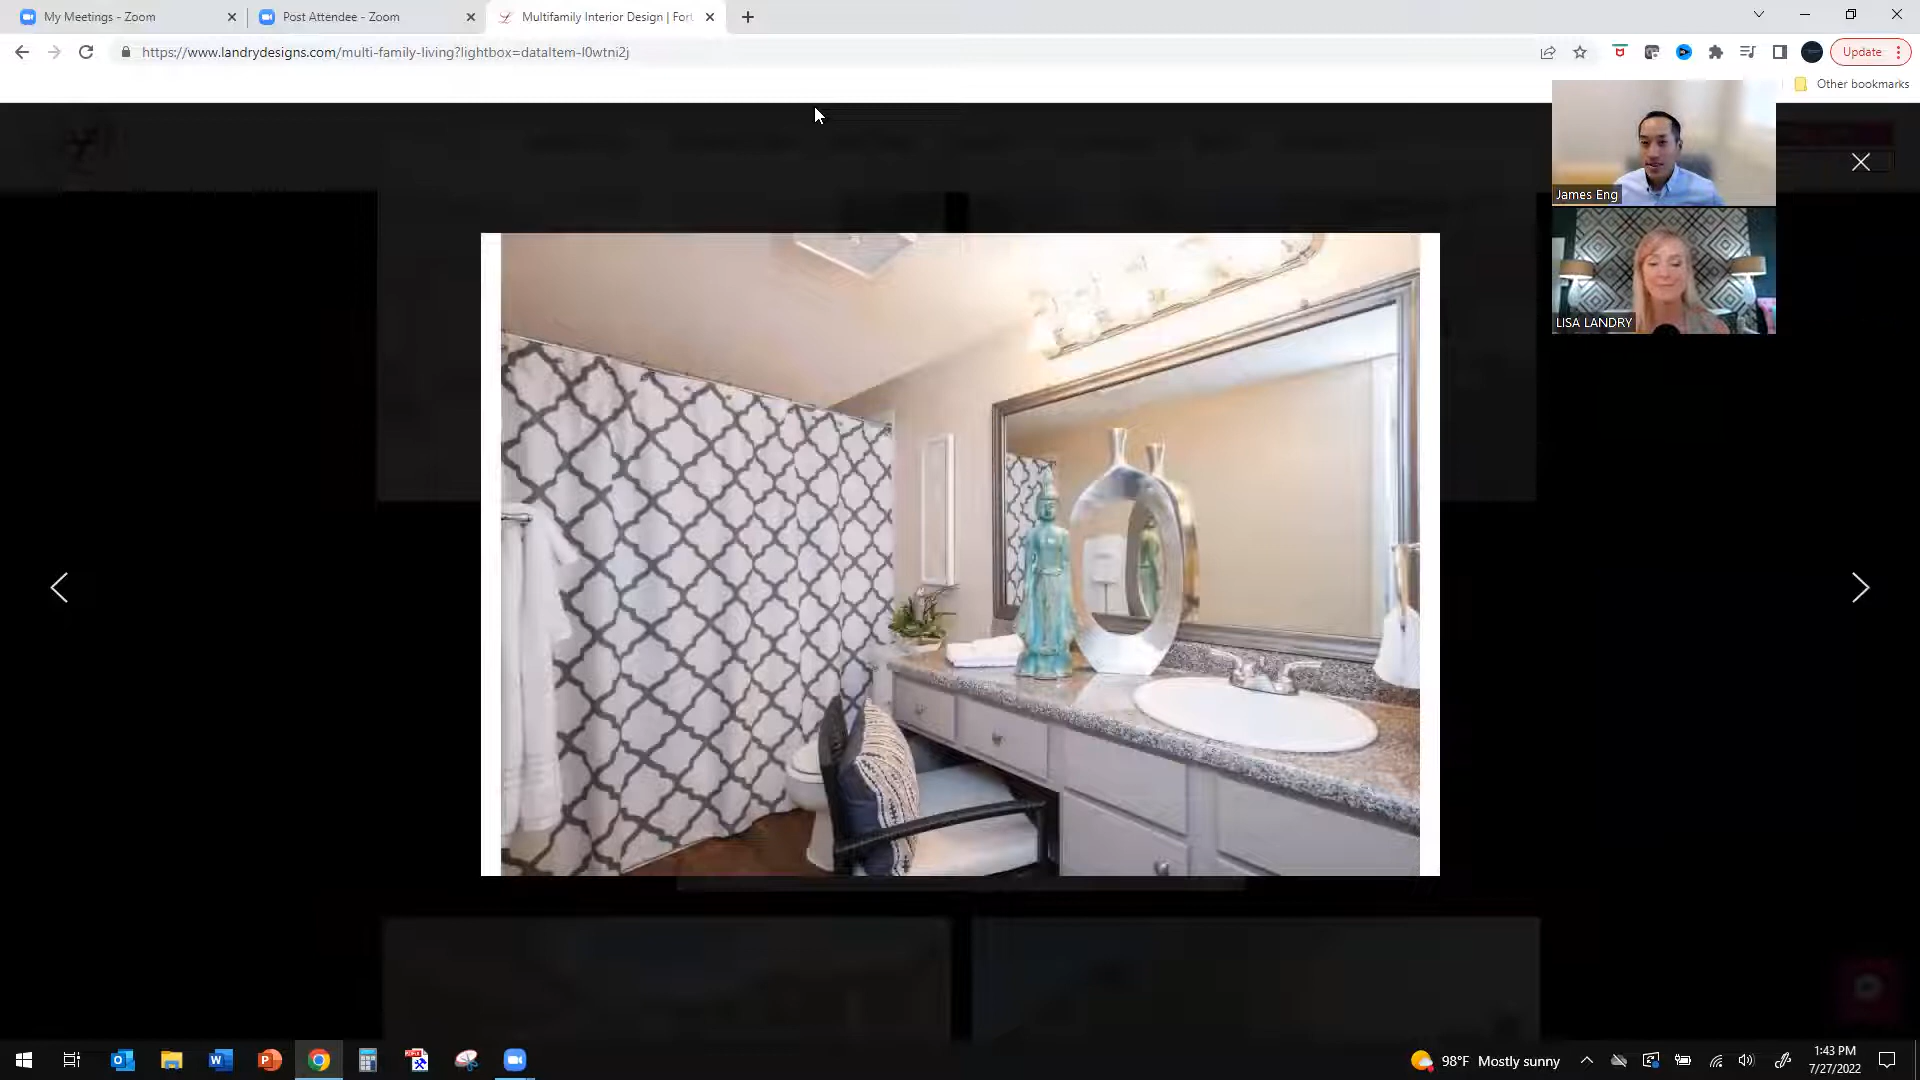 My Meetings - Zoom
Post Attendee - Zoom
Multifamily Interior Design | Fort
https://www.landrydesigns.com/multi-family-living?lightbox=dataItem-l0wtni2j
Update
Other bookmarks
James Eng
LISA LANDRY
98°F Mostly sunny
1:43 PM
7/27/2022